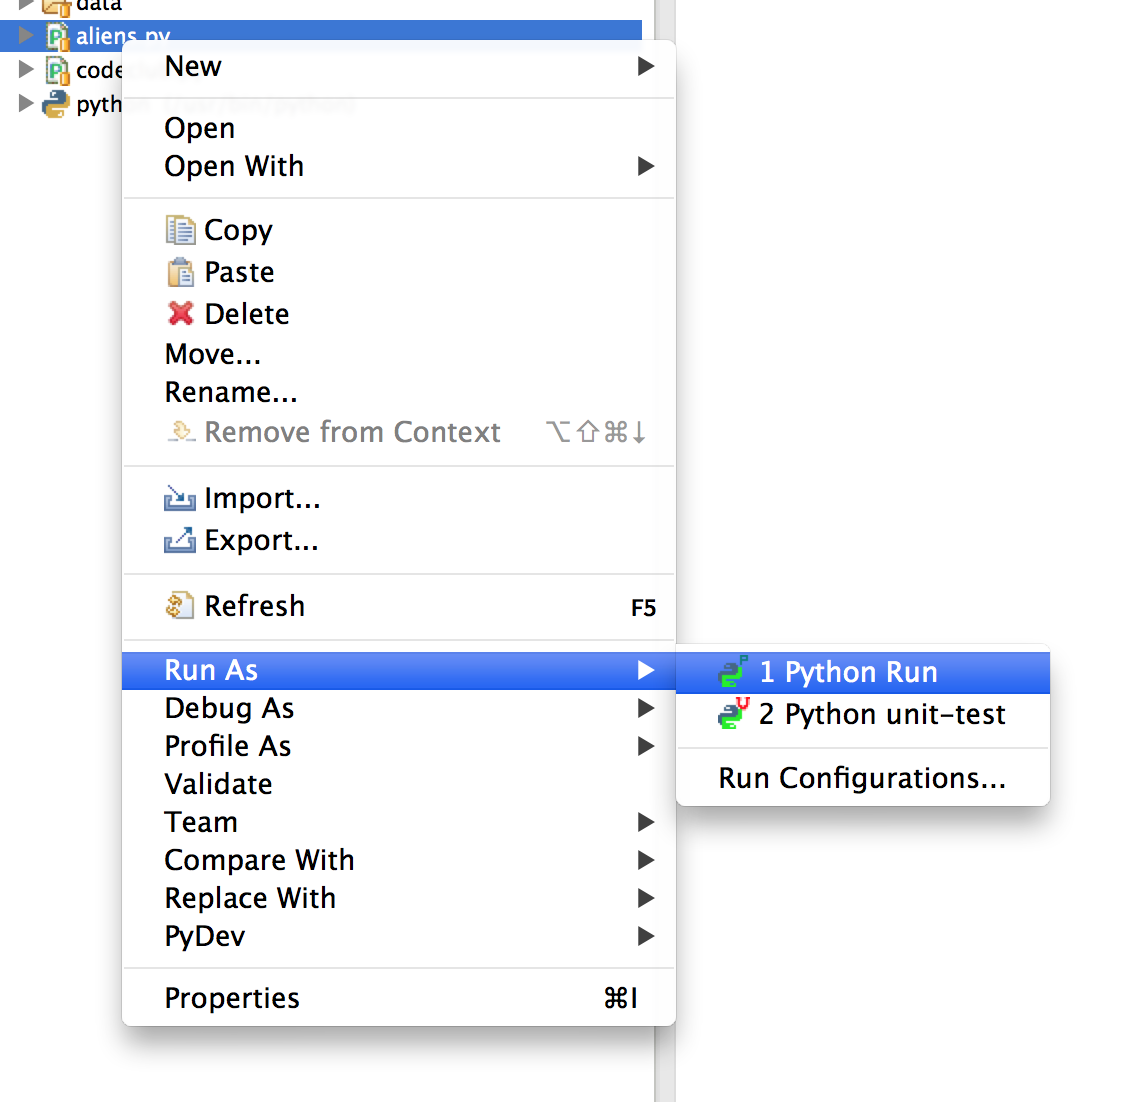 data
aliens.py
code
python
New
Open
Open With
Copy
Paste
Delete
Move...
Rename...
Remove from Context ⌥⇧⌘↓
Import...
Export...
Refresh F5
Run As
1 Python Run
Debug As
2 Python unit-test
Profile As
Run Configurations...
Validate
Team
Compare With
Replace With
PyDev
Properties ⌘I